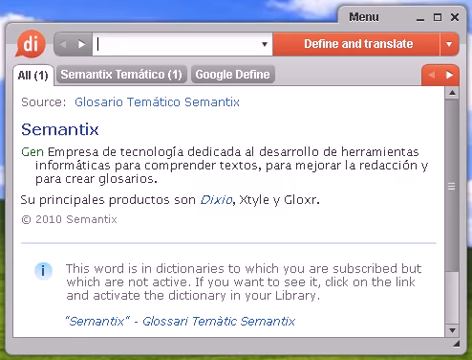 Menu
di
Define and translate
All (1)
Semantix Temático (1)
Google Define
Source: Glosario Temático Semantix
Semantix
Gen Empresa de tecnología dedicada al desarrollo de herramientas
informáticas para comprender textos, para mejorar la redacción y
para crear glosarios.
Su principales productos son Dixio, Xtyle y Gloxr.
© 2010 Semantix
i
This word is in dictionaries to which you are subscribed but
which are not active. If you want to see it, click on the link
and activate the dictionary in your Library.
"Semantix" - Glossari Temàtic Semantix